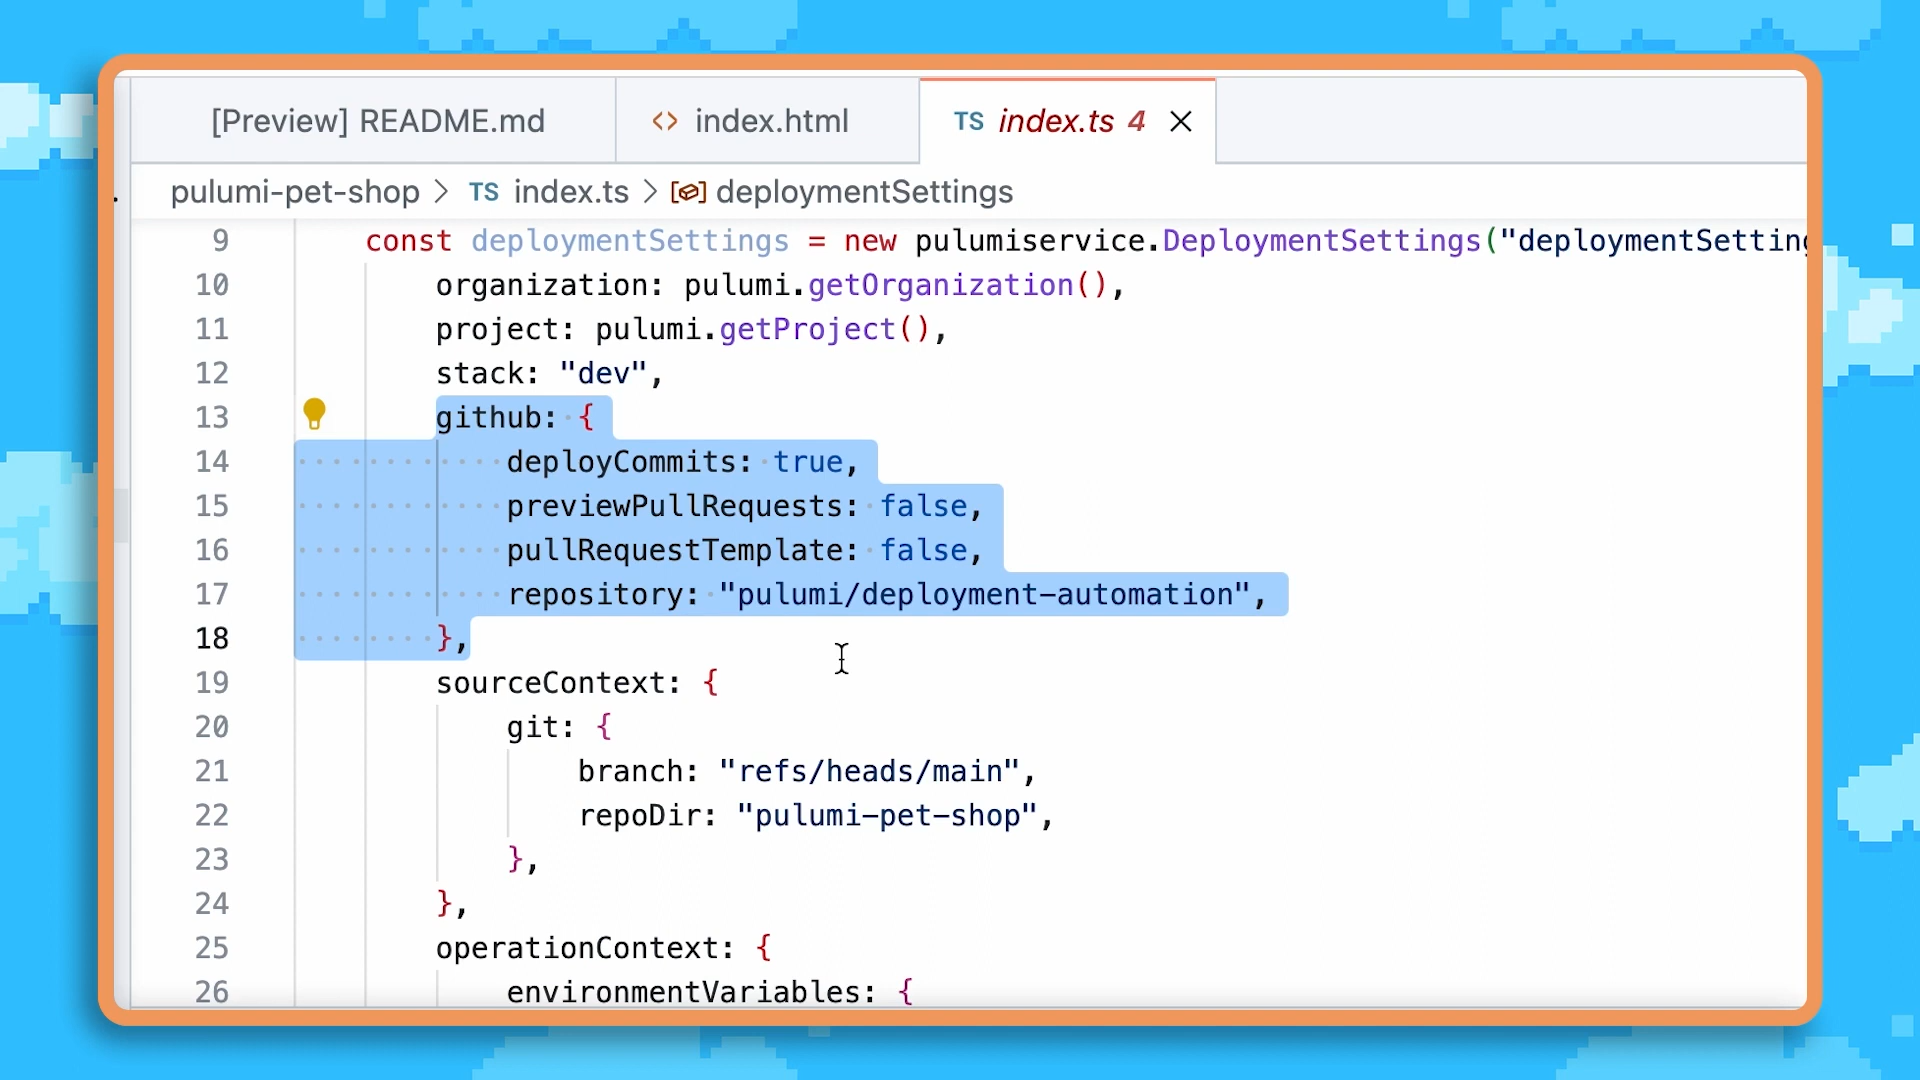 [Preview] README.md
<> index.html
TS index.ts 4
pulumi-pet-shop > TS index.ts > deploymentSettings
9 const deploymentSettings = new pulumiservice.DeploymentSettings("deploymentSetting
10 organization: pulumi.getOrganization(),
11 project: pulumi.getProject(),
12 stack: "dev",
13 github: {
14 deployCommits: true,
15 previewPullRequests: false,
16 pullRequestTemplate: false,
17 repository: "pulumi/deployment-automation",
18 },
19 sourceContext: {
20 git: {
21 branch: "refs/heads/main",
22 repoDir: "pulumi-pet-shop",
23 },
24 },
25 operationContext: {
26 environmentVariables: {